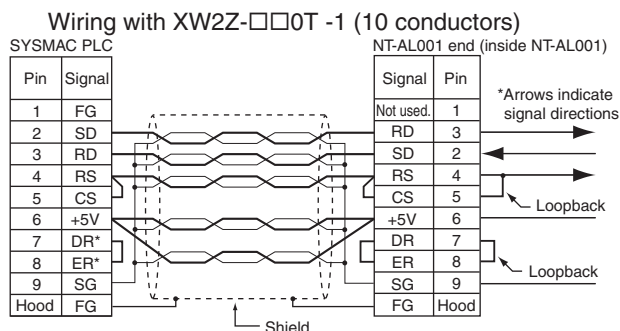 Wiring with XW2Z-□□0T -1 (10 conductors)
SYSMAC PLC
NT-AL001 end (inside NT-AL001)
Pin Signal
Signal Pin
*Arrows indicate
signal directions
1 FG
Not used. 1
2 SD
RD 3
3 RD
SD 2
4 RS
RS 4
5 CS
CS 5
Loopback
6 +5V
+5V 6
7 DR*
DR 7
8 ER*
ER 8
Loopback
9 SG
SG 9
Hood FG
FG Hood
Shield